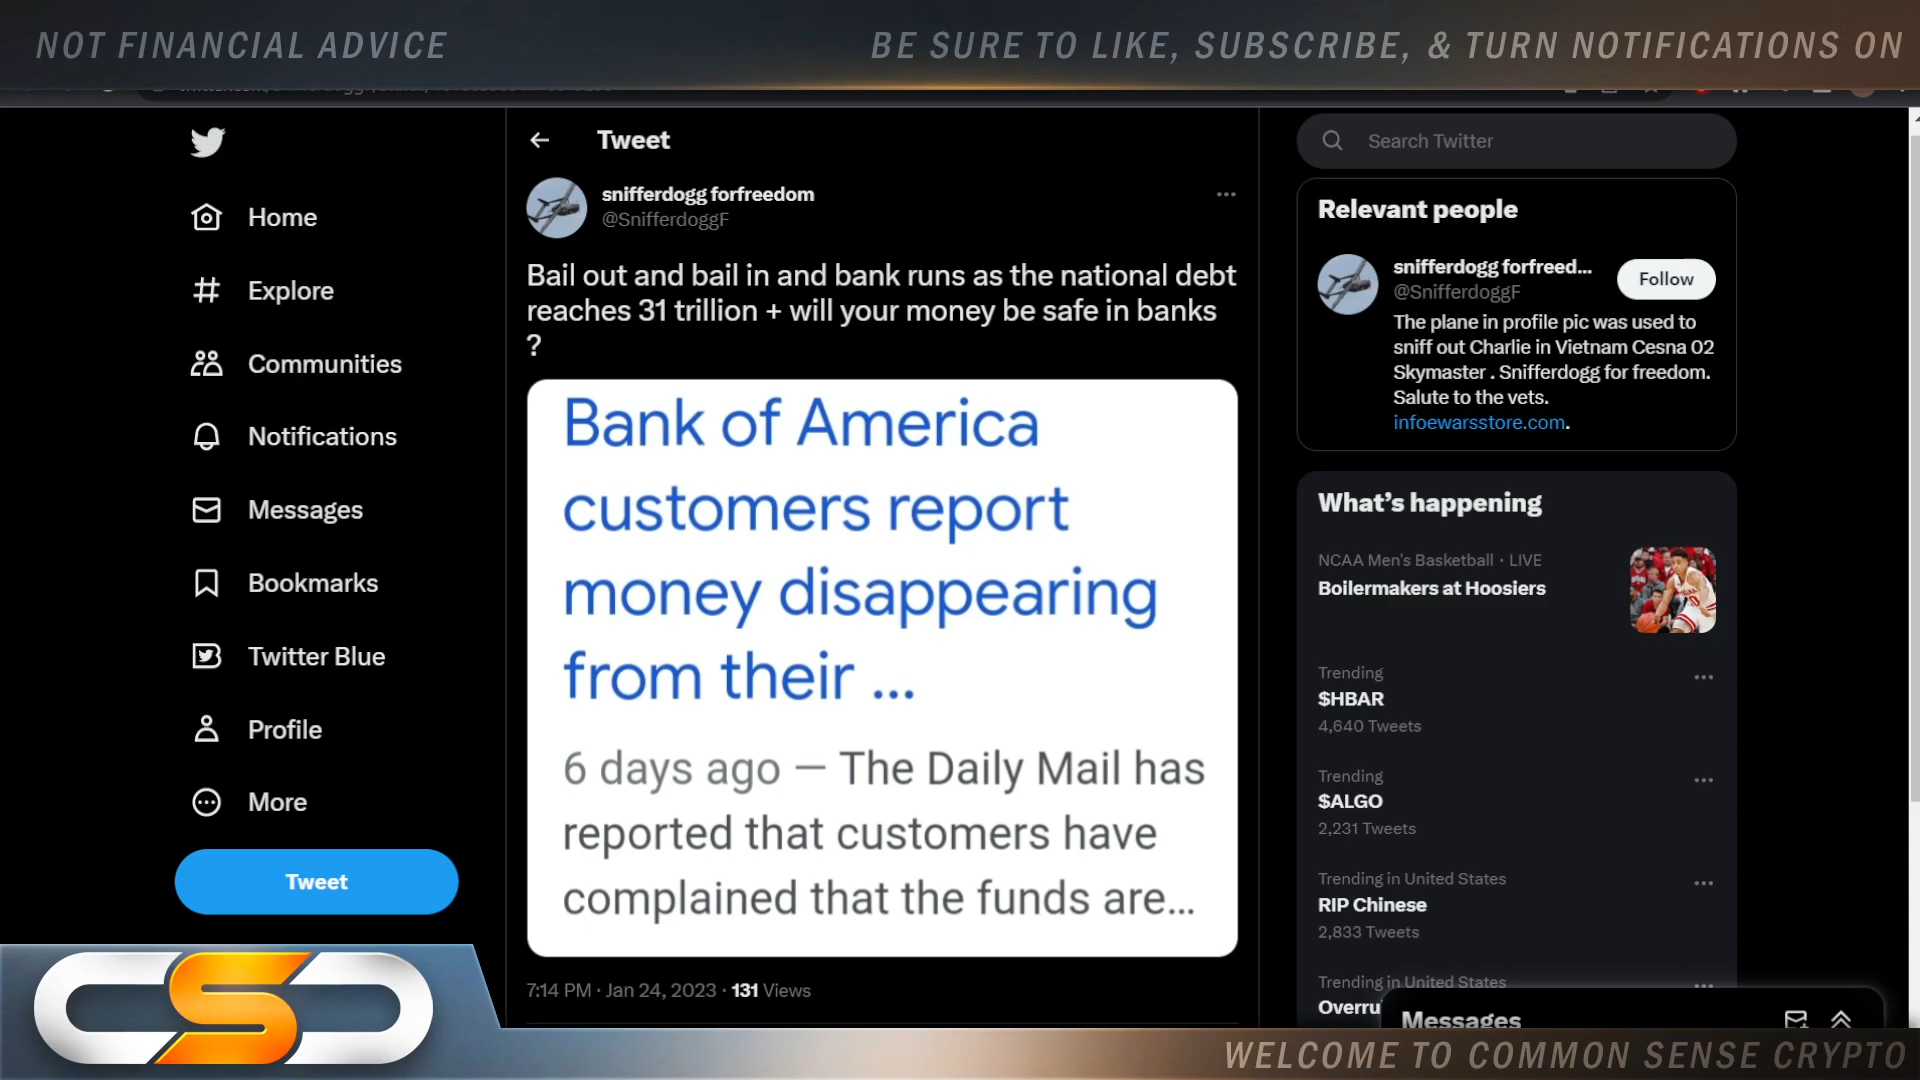 NOT FINANCIAL ADVICE
BE SURE TO LIKE, SUBSCRIBE, & TURN NOTIFICATIONS ON
Home
Explore
Communities
Notifications
Messages
Bookmarks
Twitter Blue
Profile
More
Tweet
Tweet
snifferdogg forfreedom
@SnifferdoggF
Bail out and bail in and bank runs as the national debt
reaches 31 trillion + will your money be safe in banks
?
Bank of America
customers report
money disappearing
from their ...
6 days ago — The Daily Mail has
reported that customers have
complained that the funds are...
7:14 PM · Jan 24, 2023 · 131 Views
Search Twitter
Relevant people
snifferdogg forfreed...
@SnifferdoggF
Follow
The plane in profile pic was used to
sniff out Charlie in Vietnam Cesna 02
Skymaster . Snifferdogg for freedom.
Salute to the vets.
infoewarsstore.com.
What's happening
NCAA Men's Basketball · LIVE
Boilermakers at Hoosiers
Trending
$HBAR
4,640 Tweets
Trending
$ALGO
2,231 Tweets
Trending in United States
RIP Chinese
2,833 Tweets
Trending in United States
Overru
Messages
CSC
WELCOME TO COMMON SENSE CRYPTO